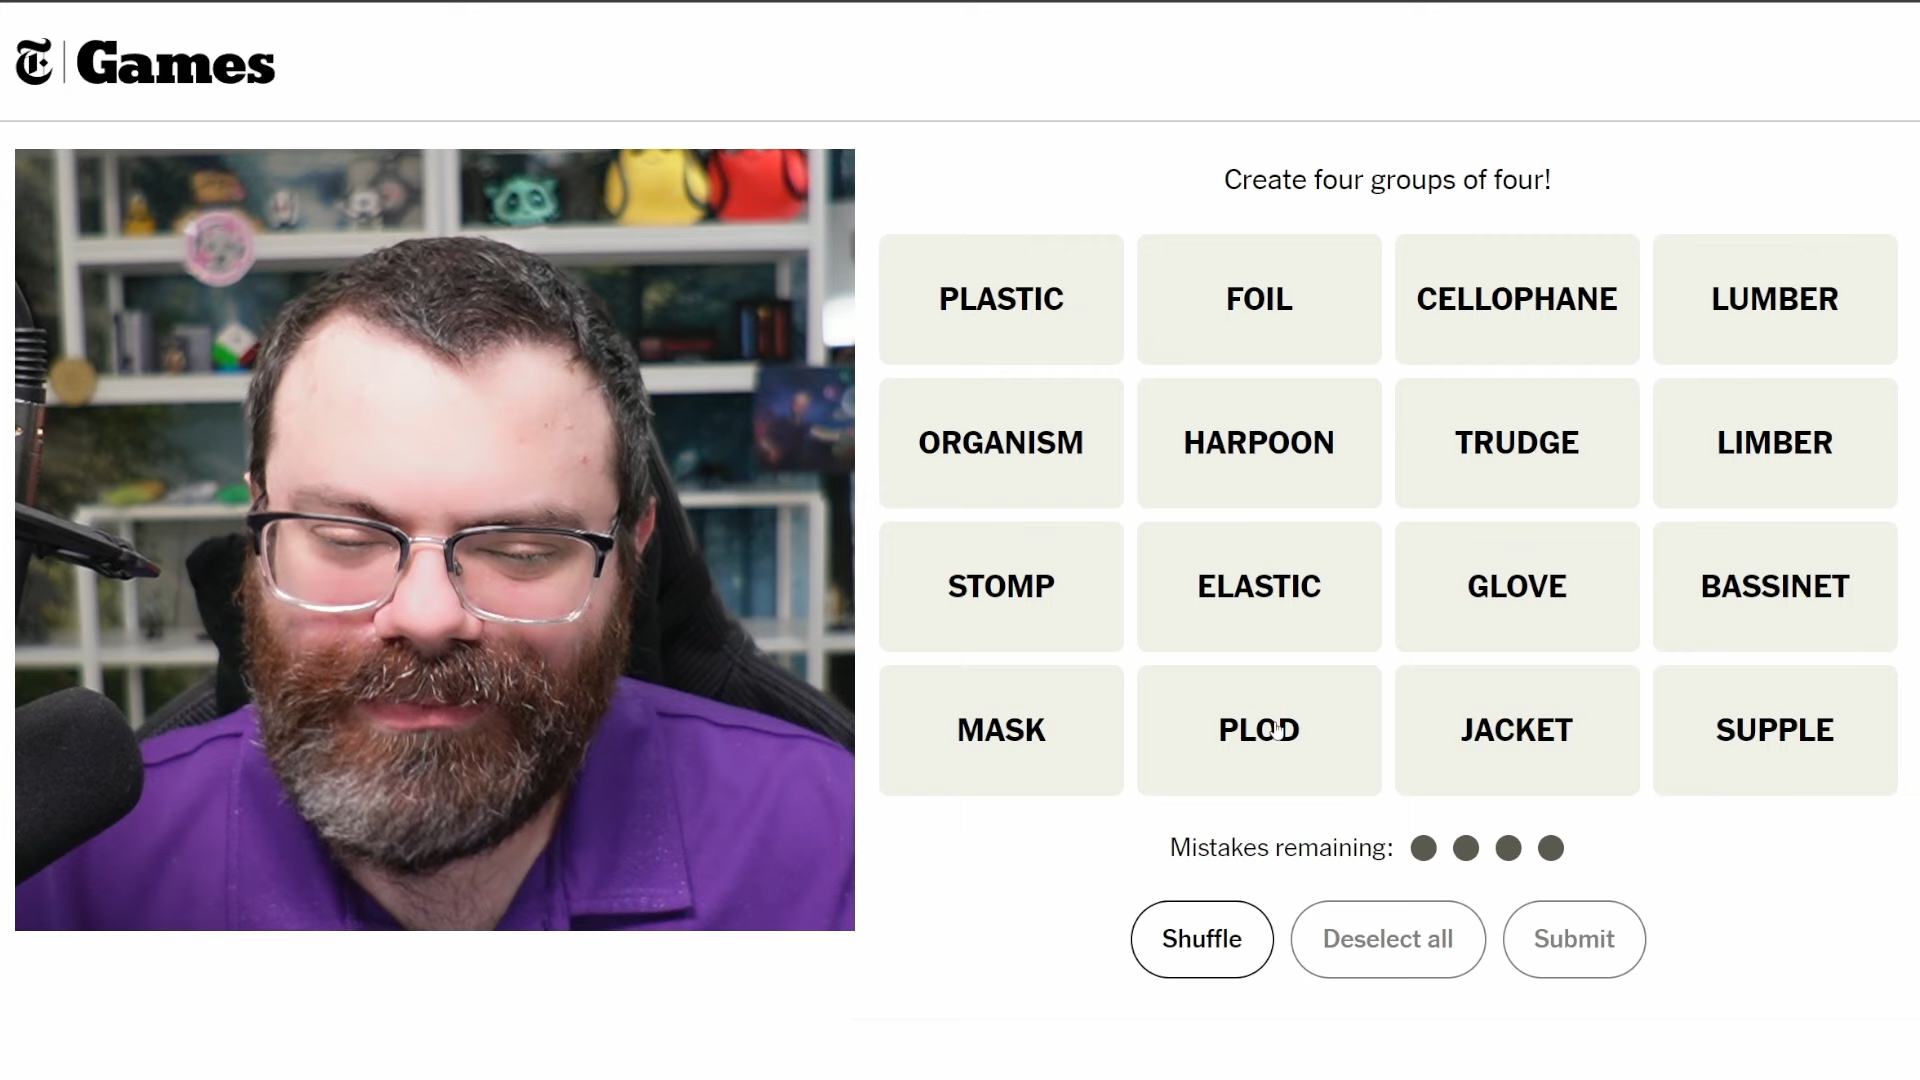 T Games
Create four groups of four!
PLASTIC FOIL CELLOPHANE LUMBER
ORGANISM HARPOON TRUDGE LIMBER
STOMP ELASTIC GLOVE BASSINET
MASK PLOD JACKET SUPPLE
Mistakes remaining:
Shuffle Deselect all Submit